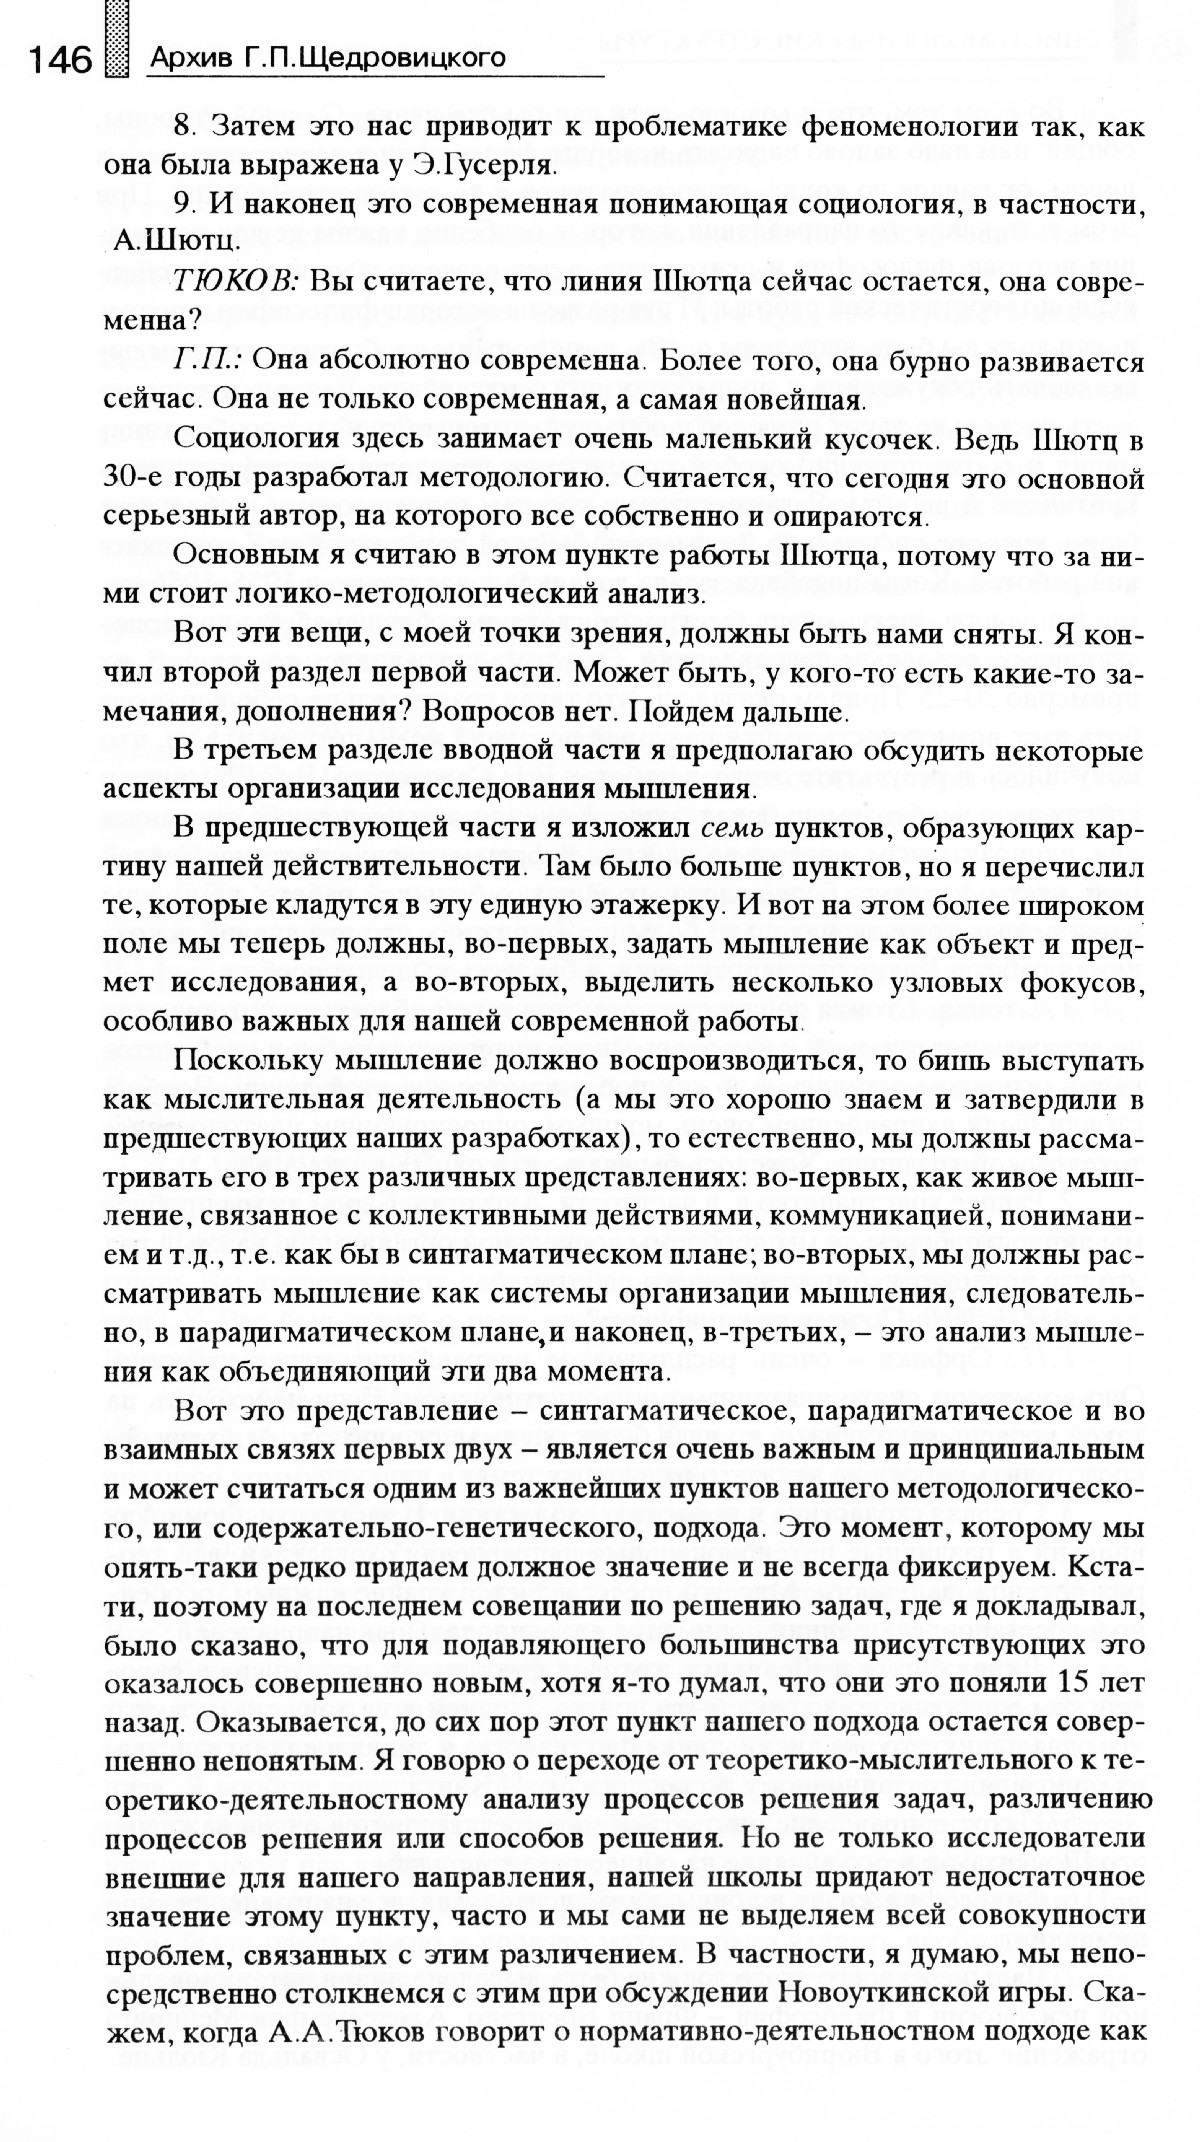 146 Архив Г.П.Щедровицкого
8. Затем это нас приводит к проблематике феноменологии так, как
она была выражена у Э.Гусерля.
9. И наконец это современная понимающая социология, в частности,
А.Шютц.
ТЮКОВ: Вы считаете, что линия Шютца сейчас остается, она совре-
менна?
Г.П.: Она абсолютно современна. Более того, она бурно развивается
сейчас. Она не только современная, а самая новейшая.
Социология здесь занимает очень маленький кусочек. Ведь Шютц в
30-е годы разработал методологию. Считается, что сегодня это основной
серьезный автор, на которого все собственно и опираются.
Основным я считаю в этом пункте работы Шютца, потому что за ни-
ми стоит логико-методологический анализ.
Вот эти вещи, с моей точки зрения, должны быть нами сняты. Я кон-
чил второй раздел первой части. Может быть, у кого-то есть какие-то за-
мечания, дополнения? Вопросов нет. Пойдем дальше.
В третьем разделе вводной части я предполагаю обсудить некоторые
аспекты организации исследования мышления.
В предшествующей части я изложил семь пунктов, образующих кар-
тину нашей действительности. Там было больше пунктов, но я перечислил
те, которые кладутся в эту единую этажерку. И вот на этом более широком
поле мы теперь должны, во-первых, задать мышление как объект и пред-
мет исследования, а во-вторых, выделить несколько узловых фокусов,
особливо важных для нашей современной работы.
Поскольку мышление должно воспроизводиться, то бишь выступать
как мыслительная деятельность (а мы это хорошо знаем и затвердили в
предшествующих наших разработках), то естественно, мы должны рассма-
тривать его в трех различных представлениях: во-первых, как живое мыш-
ление, связанное с коллективными действиями, коммуникацией, понимани-
ем и т.д., т.е. как бы в синтагматическом плане; во-вторых, мы должны рас-
сматривать мышление как системы организации мышления, следователь-
но, в парадигматическом плане, и наконец, в-третьих, – это анализ мышле-
ния как объединяющий эти два момента.
Вот это представление – синтагматическое, парадигматическое и во
взаимных связях первых двух – является очень важным и принципиальным
и может считаться одним из важнейших пунктов нашего методологическо-
го, или содержательно-генетического, подхода. Это момент, которому мы
опять-таки редко придаем должное значение и не всегда фиксируем. Кста-
ти, поэтому на последнем совещании по решению задач, где я докладывал,
было сказано, что для подавляющего большинства присутствующих это
оказалось совершенно новым, хотя я-то думал, что они это поняли 15 лет
назад. Оказывается, до сих пор этот пункт нашего подхода остается совер-
шенно непонятым. Я говорю о переходе от теоретико-мыслительного к те-
оретико-деятельностному анализу процессов решения задач, различению
процессов решения или способов решения. Но не только исследователи
внешние для нашего направления, нашей школы придают недостаточное
значение этому пункту, часто и мы сами не выделяем всей совокупности
проблем, связанных с этим различением. В частности, я думаю, мы непо-
средственно столкнемся с этим при обсуждении Новоуткинской игры. Ска-
жем, когда А.А.Тюков говорит о нормативно-деятельностном подходе как